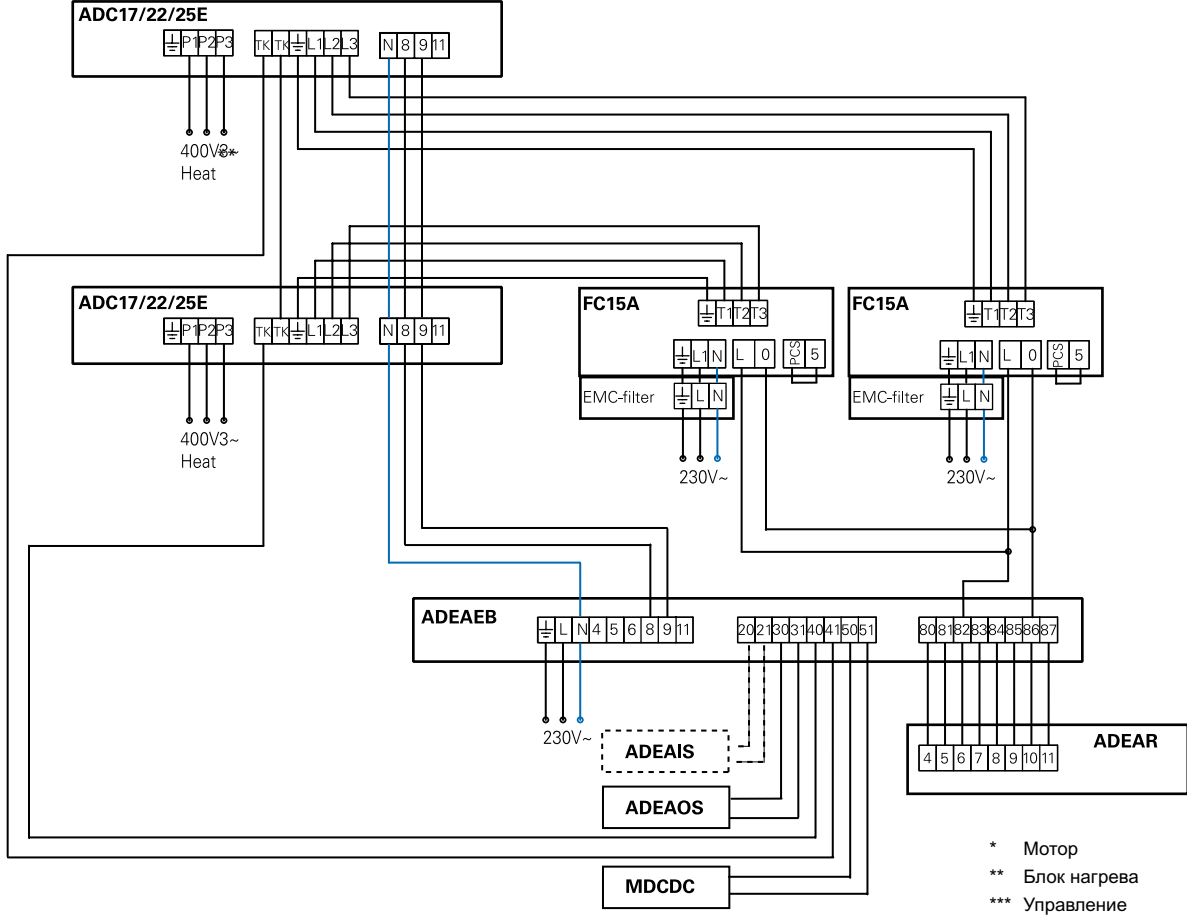 ADC17/22/25E
⏚ P1 P2 P3 TK TK ⏚ L1 L2 L3 N 8 9 11
400V3~
Heat
ADC17/22/25E
⏚ P1 P2 P3 TK TK ⏚ L1 L2 L3 N 8 9 11
400V3~
Heat
FC15A
⏚ T1 T2 T3
⏚ L1 N L 0 PCS 5
EMC-filter ⏚ L N
230V~
FC15A
⏚ T1 T2 T3
⏚ L1 N L 0 PCS 5
EMC-filter ⏚ L N
230V~
ADEAEB
⏚ L N 4 5 6 8 9 11 20 21 30 31 40 41 50 51 80 81 82 83 84 85 86 87
230V~
ADEAIS
ADEAOS
MDCDC
ADEAR
4 5 6 7 8 9 10 11
* Мотор
** Блок нагрева
*** Управление